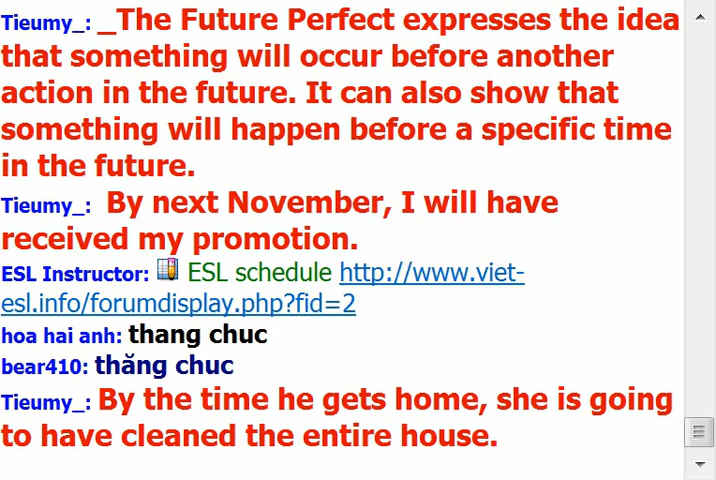 Tieumy_: _The Future Perfect expresses the idea
that something will occur before another
action in the future. It can also show that
something will happen before a specific time
in the future.
Tieumy_: By next November, I will have
received my promotion.
ESL Instructor: ESL schedule http://www.viet-
esl.info/forumdisplay.php?fid=2
hoa hai anh: thang chuc
bear410: thăng chuc
Tieumy_: By the time he gets home, she is going
to have cleaned the entire house.